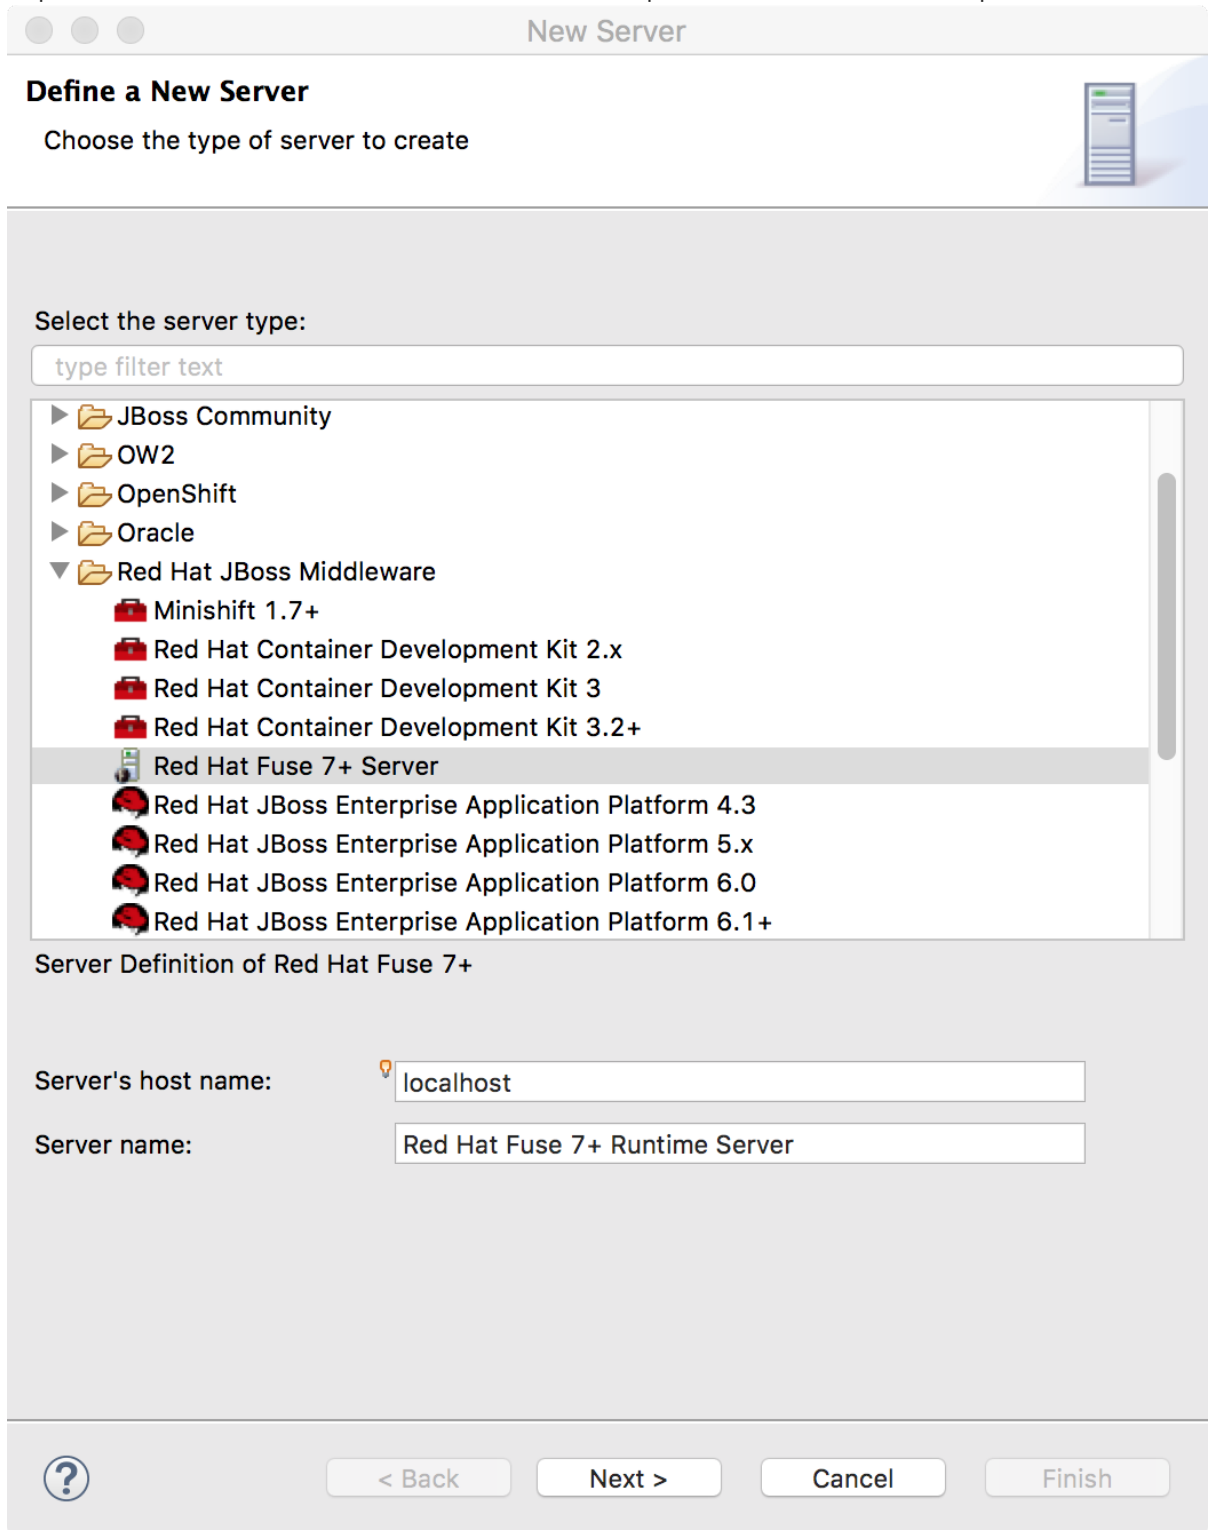 New Server
Define a New Server
Choose the type of server to create
Select the server type:
type filter text
JBoss Community
OW2
OpenShift
Oracle
Red Hat JBoss Middleware
Minishift 1.7+
Red Hat Container Development Kit 2.x
Red Hat Container Development Kit 3
Red Hat Container Development Kit 3.2+
Red Hat Fuse 7+ Server
Red Hat JBoss Enterprise Application Platform 4.3
Red Hat JBoss Enterprise Application Platform 5.x
Red Hat JBoss Enterprise Application Platform 6.0
Red Hat JBoss Enterprise Application Platform 6.1+
Server Definition of Red Hat Fuse 7+
Server's host name: localhost
Server name: Red Hat Fuse 7+ Runtime Server
? < Back Next > Cancel Finish